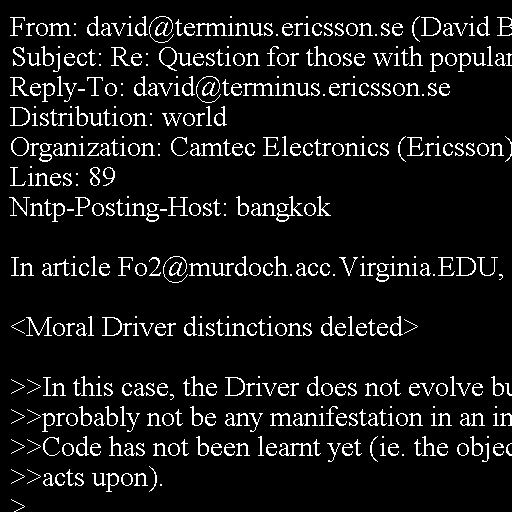 From: david@terminus.ericsson.se (David B
Subject: Re: Question for those with popular
Reply-To: david@terminus.ericsson.se
Distribution: world
Organization: Camtec Electronics (Ericsson)
Lines: 89
Nntp-Posting-Host: bangkok

In article Fo2@murdoch.acc.Virginia.EDU,

<Moral Driver distinctions deleted>

>>In this case, the Driver does not evolve bu
>>probably not be any manifestation in an in
>>Code has not been learnt yet (ie. the objec
>>acts upon).
>